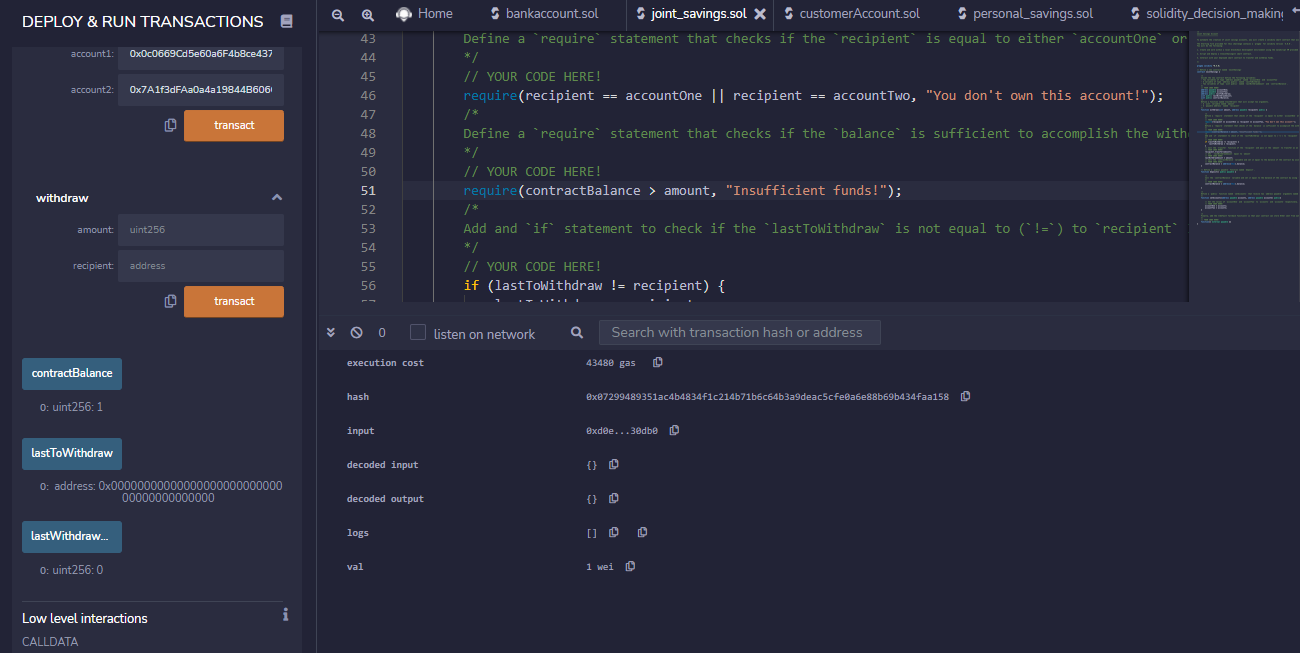 DEPLOY & RUN TRANSACTIONS
account1: 0x0c0669Cd5e60a6F4b8ce437
account2: 0x7A1f3dFAa0a4a19844B606
transact
withdraw
amount: uint256
recipient: address
transact
contractBalance
0: uint256: 1
lastToWithdraw
0: address: 0x00000000000000000000000000
00000000000000
lastWithdraw...
0: uint256: 0
Low level interactions
CALLDATA
Home bankaccount.sol joint_savings.sol customerAccount.sol personal_savings.sol solidity_decision_making
43 Define a `require` statement that checks if the `recipient` is equal to either `accountOne` or
44 */
45 // YOUR CODE HERE!
46 require(recipient == accountOne || recipient == accountTwo, "You don't own this account!");
47 /*
48 Define a `require` statement that checks if the `balance` is sufficient to accomplish the with
49 */
50 // YOUR CODE HERE!
51 require(contractBalance > amount, "Insufficient funds!");
52 /*
53 Add and `if` statement to check if the `lastToWithdraw` is not equal to (`!=`) to `recipient`
54 */
55 // YOUR CODE HERE!
56 if (lastToWithdraw != recipient) {
0 listen on network Search with transaction hash or address
execution cost 43480 gas
hash 0x07299489351ac4b4834f1c214b71b6c64b3a9deac5cfe0a6e88b69b434faa158
input 0xd0e...30db0
decoded input {}
decoded output {}
logs []
val 1 wei